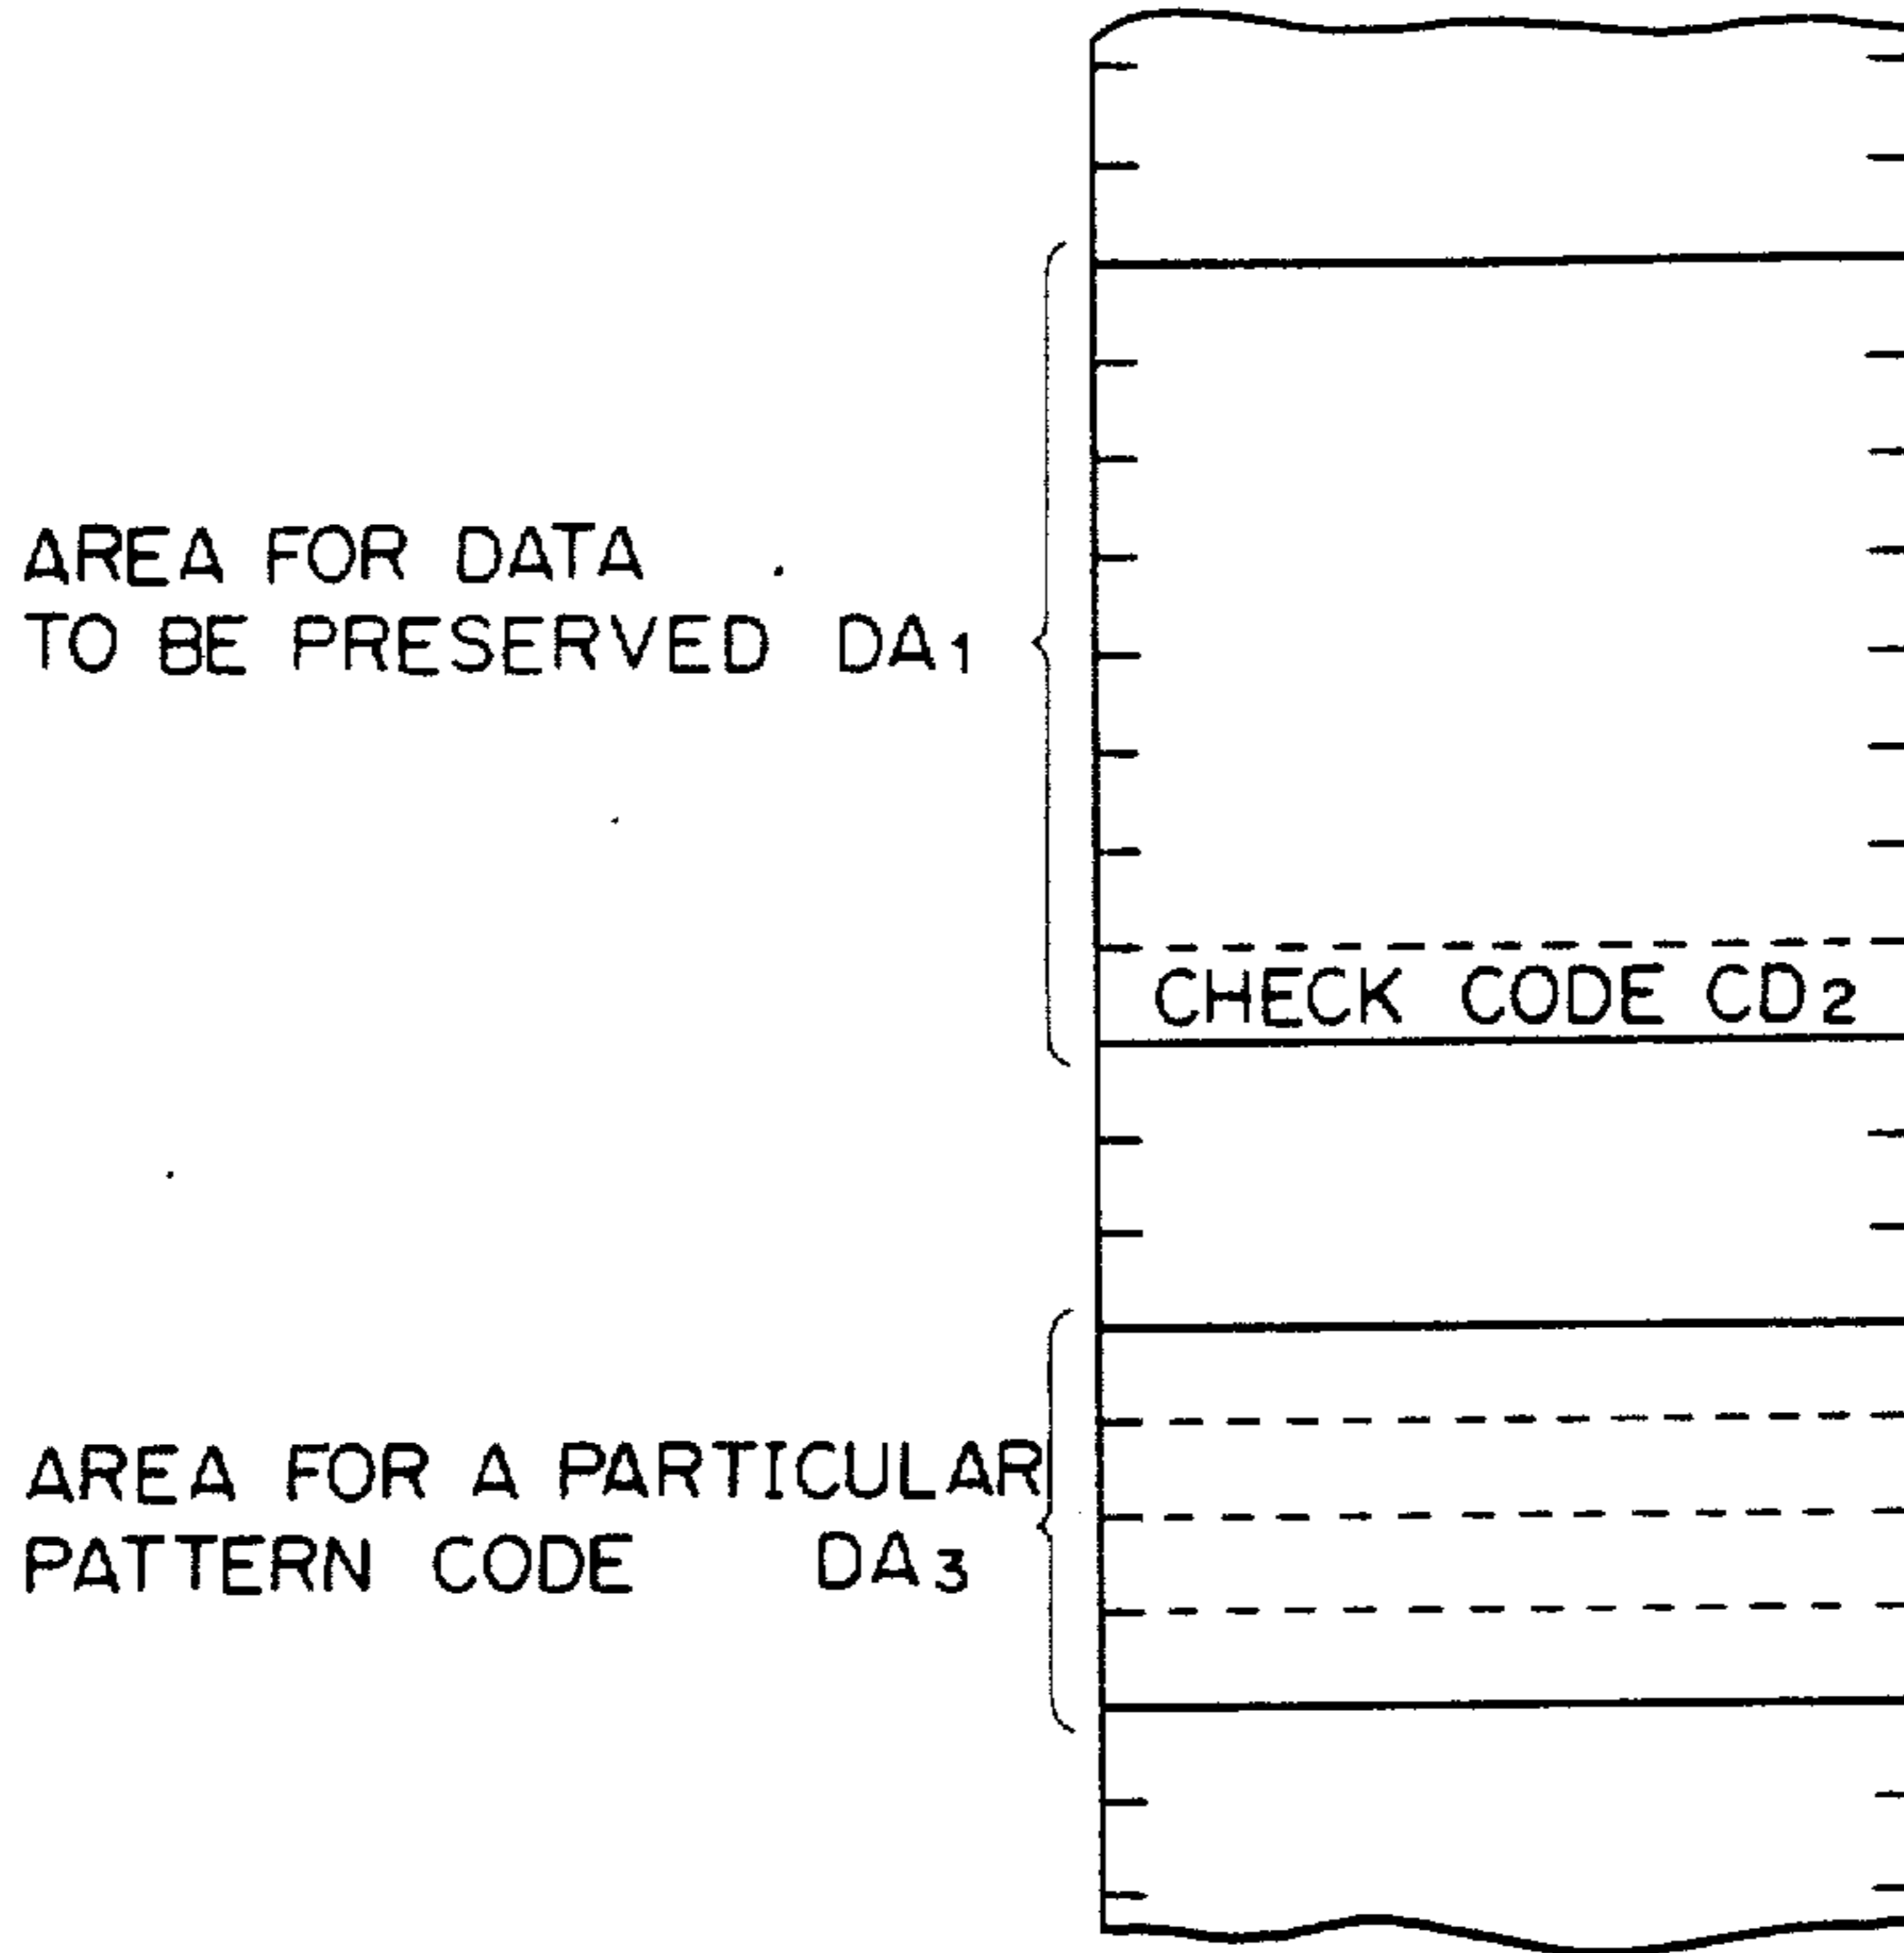 AREA FOR DATA
TO BE PRESERVED DA1
CHECK CODE CD2
AREA FOR A PARTICULAR
PATTERN CODE DA3